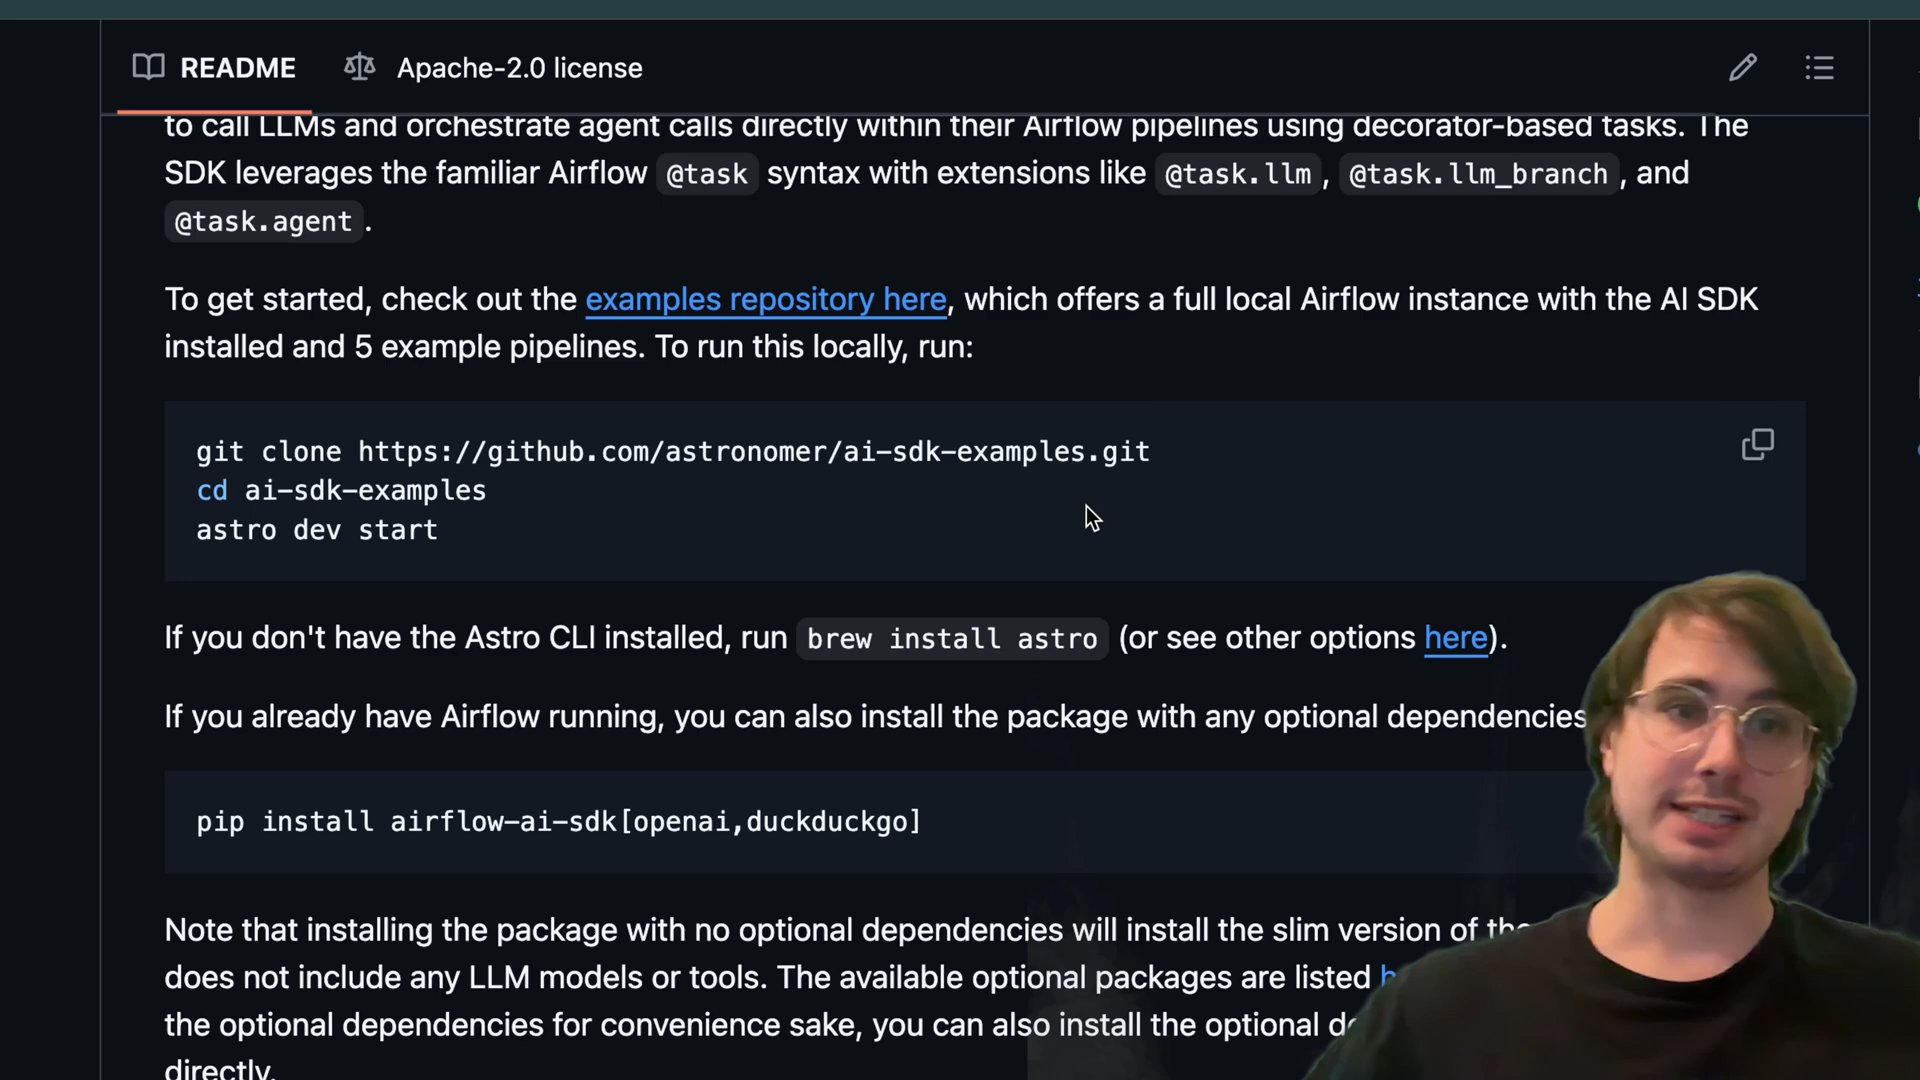 README Apache-2.0 license
to call LLMs and orchestrate agent calls directly within their Airflow pipelines using decorator-based tasks. The
SDK leverages the familiar Airflow @task syntax with extensions like @task.llm , @task.llm_branch , and
@task.agent .
To get started, check out the examples repository here, which offers a full local Airflow instance with the AI SDK
installed and 5 example pipelines. To run this locally, run:
git clone https://github.com/astronomer/ai-sdk-examples.git
cd ai-sdk-examples
astro dev start
If you don't have the Astro CLI installed, run brew install astro (or see other options here).
If you already have Airflow running, you can also install the package with any optional dependencies
pip install airflow-ai-sdk[openai,duckduckgo]
Note that installing the package with no optional dependencies will install the slim version of
does not include any LLM models or tools. The available optional packages are listed
the optional dependencies for convenience sake, you can also install the optional
directly.